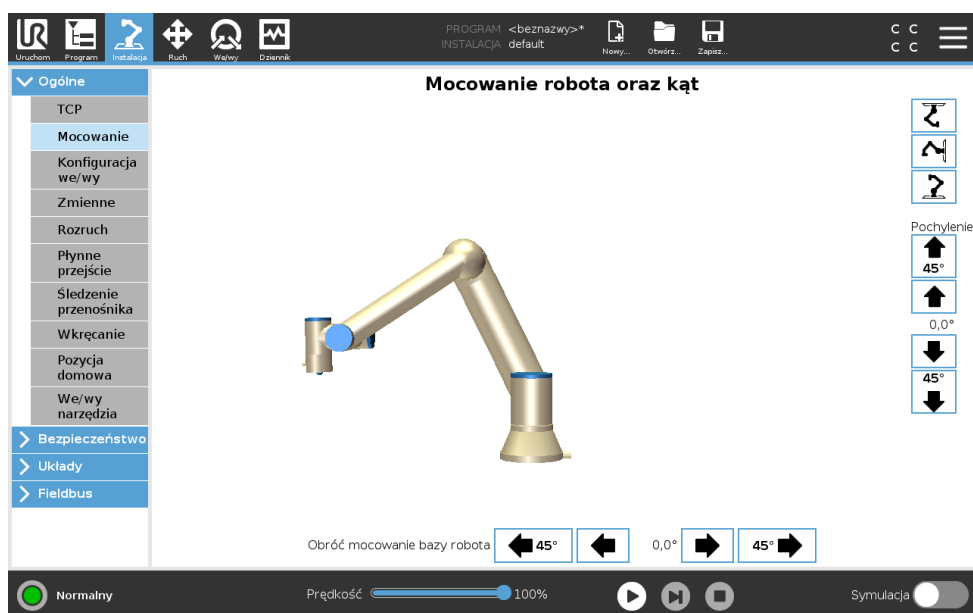 PROGRAM <beznazwy>*
INSTALACJA default
UR
Uruchom
Program
Instalacja
Ruch
We/wy
Dziennik
Nowy...
Otwórz...
Zapisz...
C C
C C
Ogólne
TCP
Mocowanie
Konfiguracja
we/wy
Zmienne
Rozruch
Płynne
przejście
Śledzenie
przenośnika
Wkręcanie
Pozycja
domowa
We/wy
narzędzia
Bezpieczeństwo
Układy
Fieldbus
Mocowanie robota oraz kąt
Pochylenie
45°
0,0°
45°
Obróć mocowanie bazy robota 45° 0,0° 45°
Normalny
Prędkość 100%
Symulacja